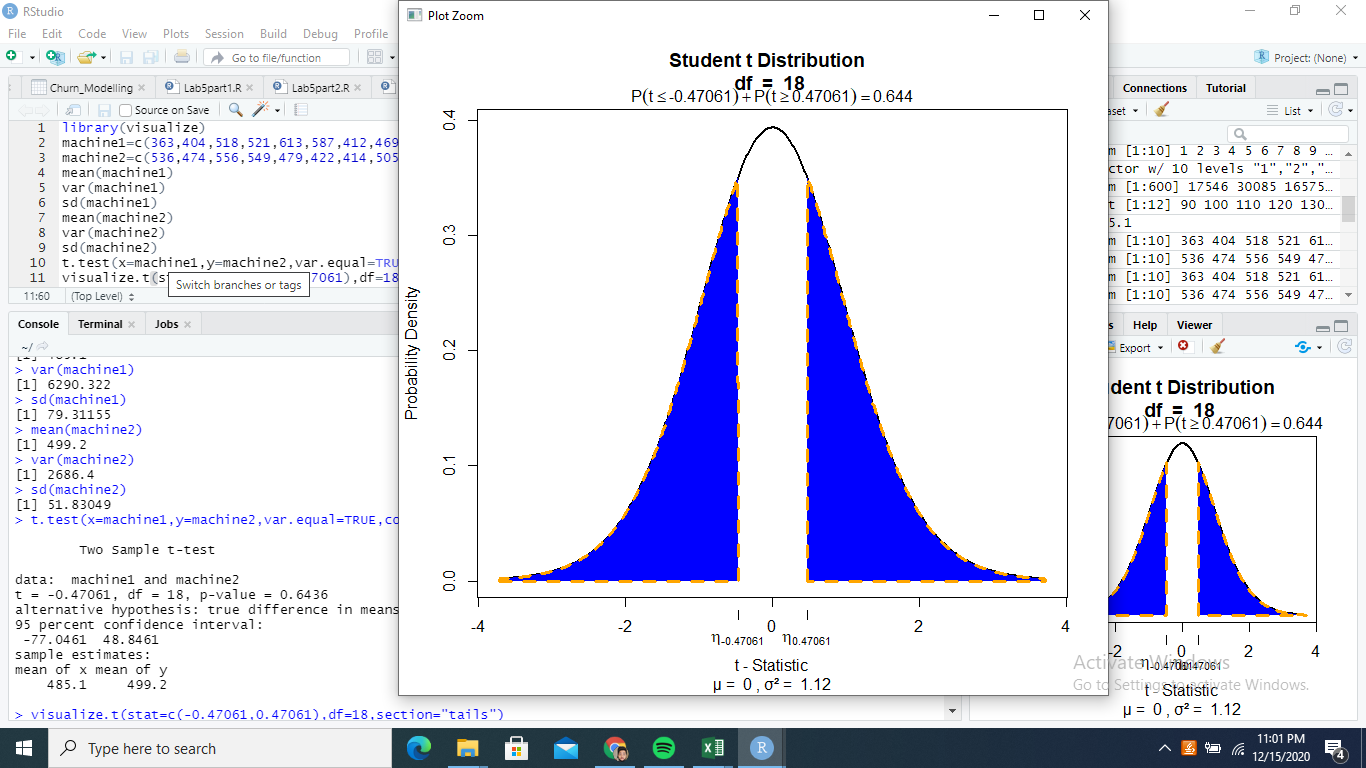 RStudio
File Edit Code View Plots Session Build Debug Profile
Go to file/function
Project: (None)
Churn_Modelling Lab5part1.R Lab5part2.R
Source on Save
1 library(visualize)
2 machine1=c(363,404,518,521,613,587,412,469
3 machine2=c(536,474,556,549,479,422,414,505
4 mean(machine1)
5 var(machine1)
6 sd(machine1)
7 mean(machine2)
8 var(machine2)
9 sd(machine2)
10 t.test(x=machine1,y=machine2,var.equal=TRU
11 visualize.t(st 7061),df=18
Switch branches or tags
11:60 (Top Level)
Console Terminal Jobs
~/
> var(machine1)
[1] 6290.322
> sd(machine1)
[1] 79.31155
> mean(machine2)
[1] 499.2
> var(machine2)
[1] 2686.4
> sd(machine2)
[1] 51.83049
> t.test(x=machine1,y=machine2,var.equal=TRUE,co
Two Sample t-test
data: machine1 and machine2
t = -0.47061, df = 18, p-value = 0.6436
alternative hypothesis: true difference in means
95 percent confidence interval:
-77.0461 48.8461
sample estimates:
mean of x mean of y
485.1 499.2
> visualize.t(stat=c(-0.47061,0.47061),df=18,section="tails")
Plot Zoom
Student t Distribution
df = 18
P(t ≤ -0.47061) + P(t ≥ 0.47061) = 0.644
Probability Density
0.4
0.3
0.2
0.1
0.0
-4 -2 0 2 4
η-0.47061 η0.47061
t - Statistic
μ = 0 , σ² = 1.12
Connections Tutorial
aset List
m [1:10] 1 2 3 4 5 6 7 8 9 …
ctor w/ 10 levels "1","2","…
m [1:600] 17546 30085 16575…
t [1:12] 90 100 110 120 130…
5.1
m [1:10] 363 404 518 521 61…
m [1:10] 536 474 556 549 47…
m [1:10] 363 404 518 521 61…
m [1:10] 536 474 556 549 47…
s Help Viewer
Export
dent t Distribution
df = 18
7061) + P(t ≥ 0.47061) = 0.644
-2 0 2 4
t - Statistic
μ = 0 , σ² = 1.12
Activate Windows
Go to Settings to activate Windows.
Type here to search
11:01 PM
12/15/2020
4